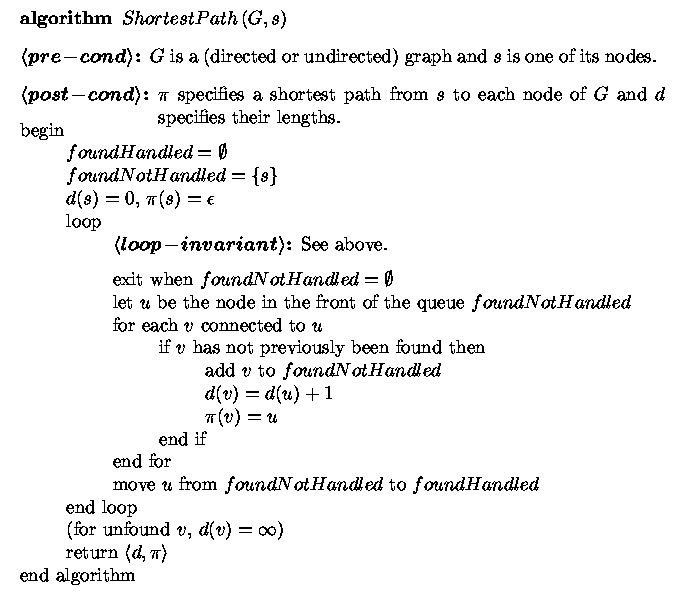 algorithm ShortestPath (G, s)
⟨pre−cond⟩: G is a (directed or undirected) graph and s is one of its nodes.
⟨post−cond⟩: π specifies a shortest path from s to each node of G and d
specifies their lengths.
begin
foundHandled = ∅
foundNotHandled = {s}
d(s) = 0, π(s) = ϵ
loop
⟨loop−invariant⟩: See above.
exit when foundNotHandled = ∅
let u be the node in the front of the queue foundNotHandled
for each v connected to u
if v has not previously been found then
add v to foundNotHandled
d(v) = d(u) + 1
π(v) = u
end if
end for
move u from foundNotHandled to foundHandled
end loop
(for unfound v, d(v) = ∞)
return ⟨d, π⟩
end algorithm